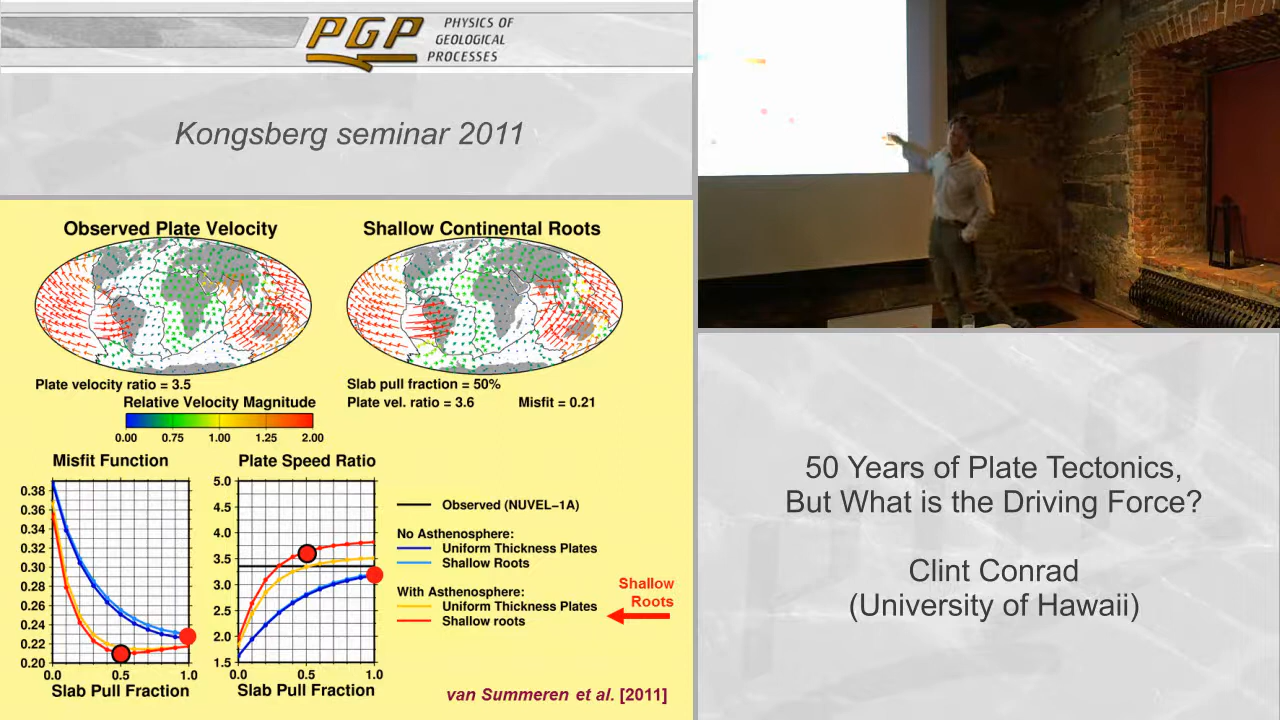 PGP
PHYSICS OF
GEOLOGICAL
PROCESSES
Kongsberg seminar 2011
Observed Plate Velocity
Shallow Continental Roots
Plate velocity ratio = 3.5
Slab pull fraction = 50%
Plate vel. ratio = 3.6
Misfit = 0.21
Relative Velocity Magnitude
0.00 0.75 1.00 1.25 2.00
Misfit Function
0.38
0.36
0.34
0.32
0.30
0.28
0.26
0.24
0.22
0.20
0.0 0.5 1.0
Slab Pull Fraction
Plate Speed Ratio
5.0
4.5
4.0
3.5
3.0
2.5
2.0
1.5
0.0 0.5 1.0
Slab Pull Fraction
Observed (NUVEL−1A)
No Asthenosphere:
Uniform Thickness Plates
Shallow Roots
With Asthenosphere:
Uniform Thickness Plates
Shallow roots
Shallow
Roots
van Summeren et al. [2011]
50 Years of Plate Tectonics,
But What is the Driving Force?
Clint Conrad
(University of Hawaii)